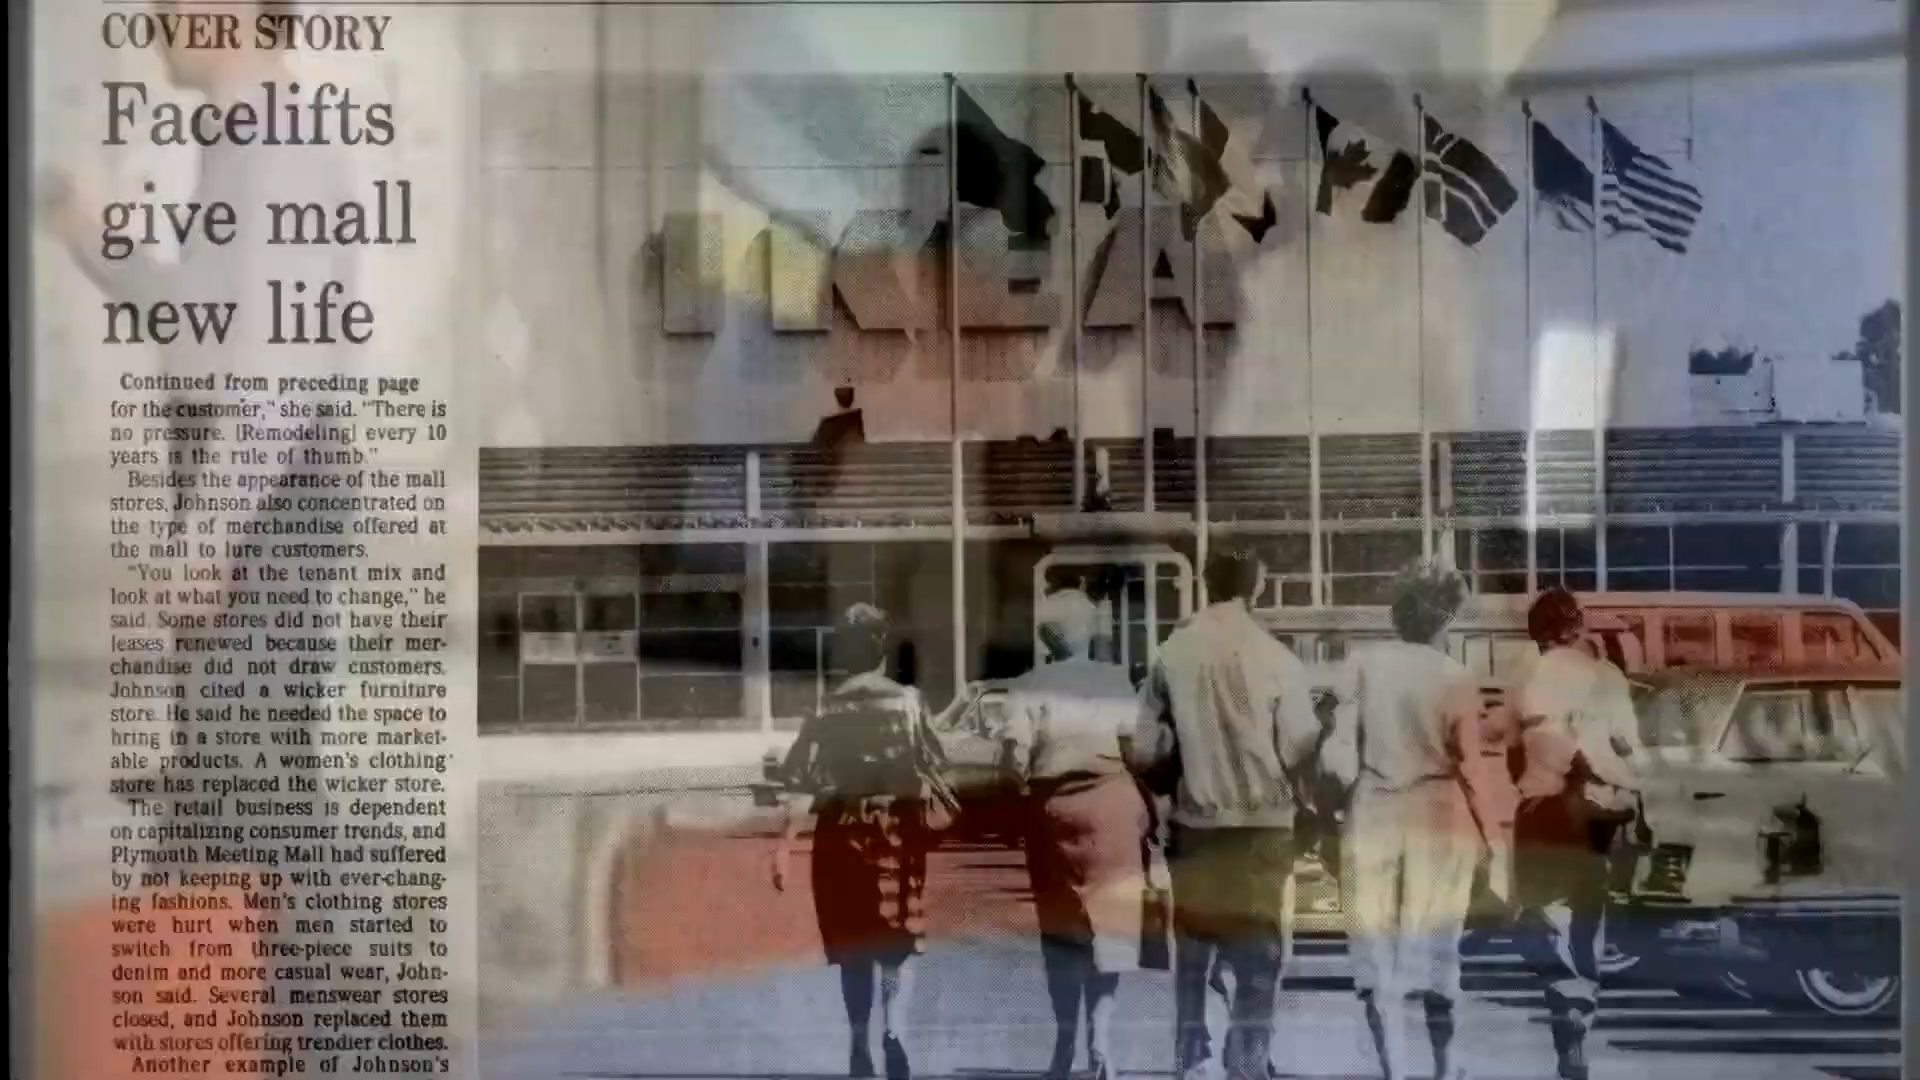 COVER STORY
Facelifts
give mall
new life
Continued from preceding page
for the customer," she said. "There is
no pressure. [Remodeling] every 10
years is the rule of thumb."
Besides the appearance of the mall
stores, Johnson also concentrated on
the type of merchandise offered at
the mall to lure customers.
"You look at the tenant mix and
look at what you need to change," he
said. Some stores did not have their
leases renewed because their mer-
chandise did not draw customers.
Johnson cited a wicker furniture
store. He said he needed the space to
bring in a store with more market-
able products. A women's clothing
store has replaced the wicker store.
The retail business is dependent
on capitalizing consumer trends, and
Plymouth Meeting Mall had suffered
by not keeping up with ever-chang-
ing fashions. Men's clothing stores
were hurt when men started to
switch from three-piece suits to
denim and more casual wear, John-
son said. Several menswear stores
closed, and Johnson replaced them
with stores offering trendier clothes.
Another example of Johnson's
IKEA